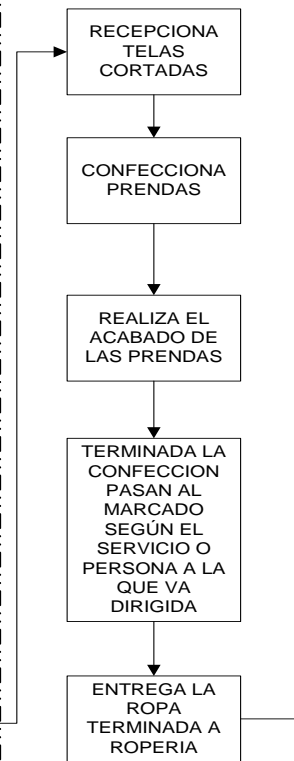 RECEPCIONA
TELAS
CORTADAS
CONFECCIONA
PRENDAS
REALIZA EL
ACABADO DE
LAS PRENDAS
TERMINADA LA
CONFECCION
PASAN AL
MARCADO
SEGÚN EL
SERVICIO O
PERSONA A LA
QUE VA
DIRIGIDA
ENTREGA LA
ROPA
TERMINADA A
ROPERIA